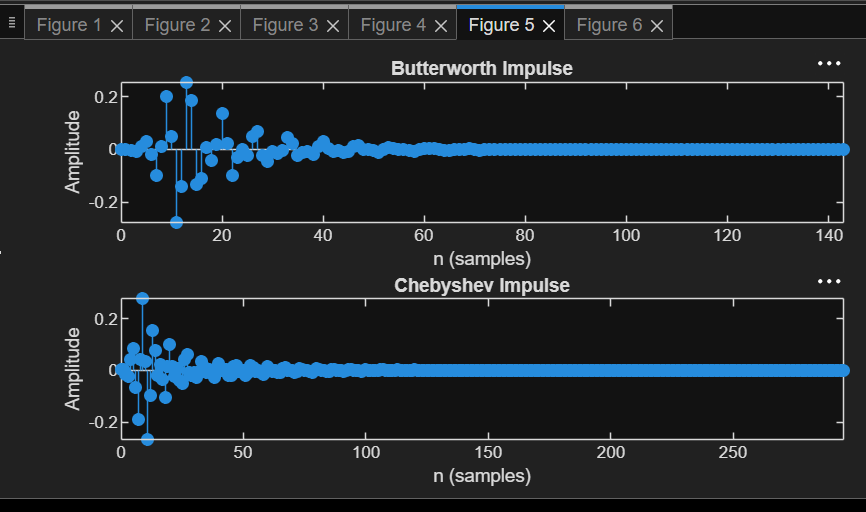 Figure 1 Figure 2 Figure 3 Figure 4 Figure 5 Figure 6
Butterworth Impulse
0.2
0
-0.2
Amplitude
0 20 40 60 80 100 120 140
n (samples)
Chebyshev Impulse
0.2
0
-0.2
Amplitude
0 50 100 150 200 250
n (samples)